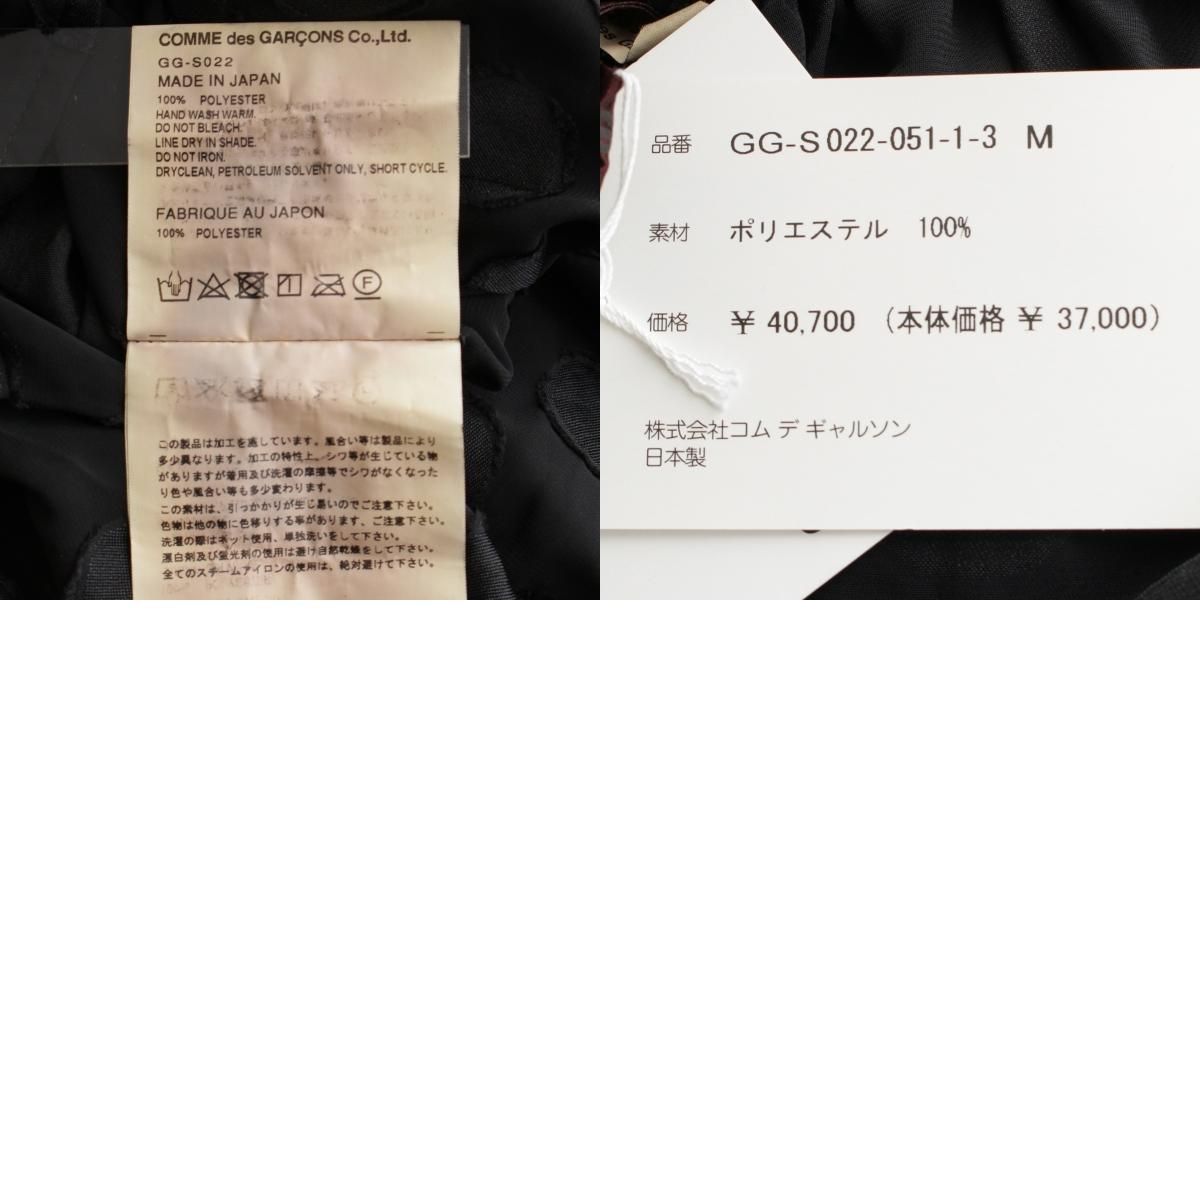 COMME des GARÇONS Co.,Ltd.
GG-S022
MADE IN JAPAN
100% POLYESTER
HAND WASH WARM.
DO NOT BLEACH.
LINE DRY IN SHADE.
DO NOT IRON.
DRYCLEAN, PETROLEUM SOLVENT ONLY, SHORT CYCLE.
FABRIQUE AU JAPON
100% POLYESTER
F
この製品は加工を施しています。風合い等は製品により
多少異なります。加工の特性上、シワ等が生じている物
がありますが着用及び洗濯の摩擦等でシワがなくなった
り色や風合い等も多少変わります。
この素材は、引っかかりが生じ易いのでご注意下さい。
色物は他の物に色移りする事があります、ご注意下さい。
洗濯の際はネット使用、単独洗いをして下さい。
漂白剤及び蛍光剤の使用は避け自然乾燥をして下さい。
全てのスチームアイロンの使用は、絶対避けて下さい。
品番 GG-S022-051-1-3 M
素材 ポリエステル 100%
価格 ¥ 40,700 (本体価格 ¥ 37,000)
株式会社コム デ ギャルソン
日本製